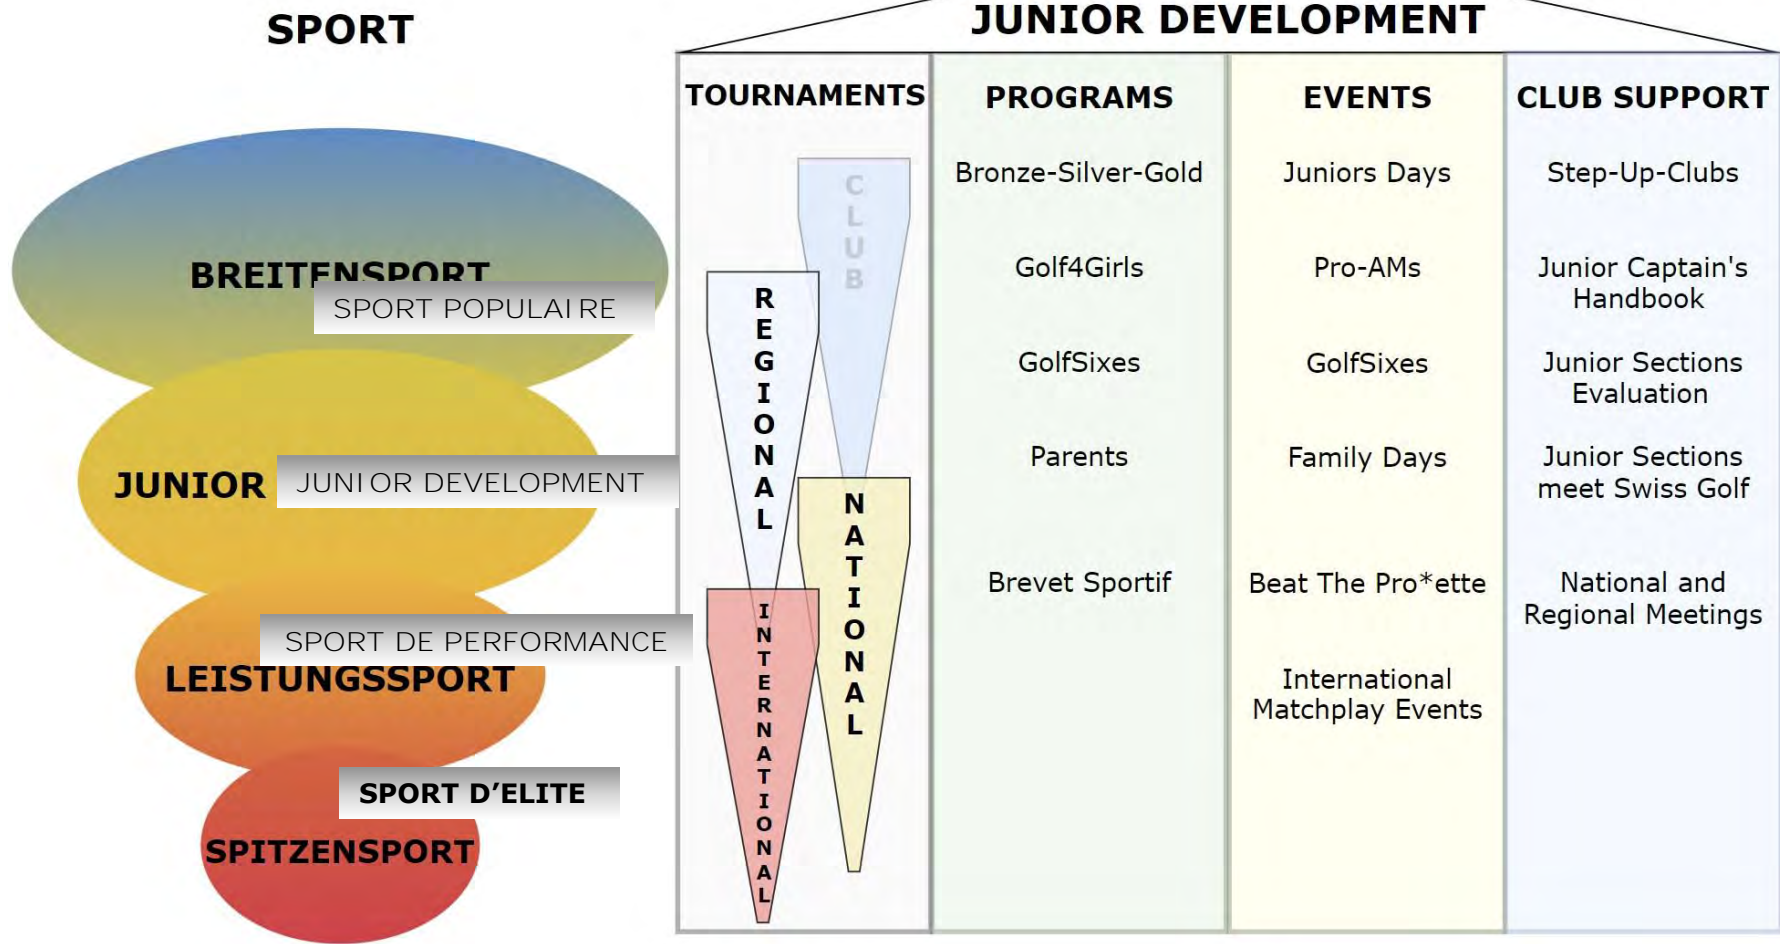 SPORT
BREITENSPORT
SPORT POPULAIRE
JUNIOR
JUNIOR DEVELOPMENT
SPORT DE PERFORMANCE
LEISTUNGSSPORT
SPORT D’ELITE
SPITZENSPORT
JUNIOR DEVELOPMENT
TOURNAMENTS
CLUB
REGIONAL
NATIONAL
INTERNATIONAL
PROGRAMS
Bronze-Silver-Gold
Golf4Girls
GolfSixes
Parents
Brevet Sportif
EVENTS
Juniors Days
Pro-AMs
GolfSixes
Family Days
Beat The Pro*ette
International
Matchplay Events
CLUB SUPPORT
Step-Up-Clubs
Junior Captain's
Handbook
Junior Sections
Evaluation
Junior Sections
meet Swiss Golf
National and
Regional Meetings